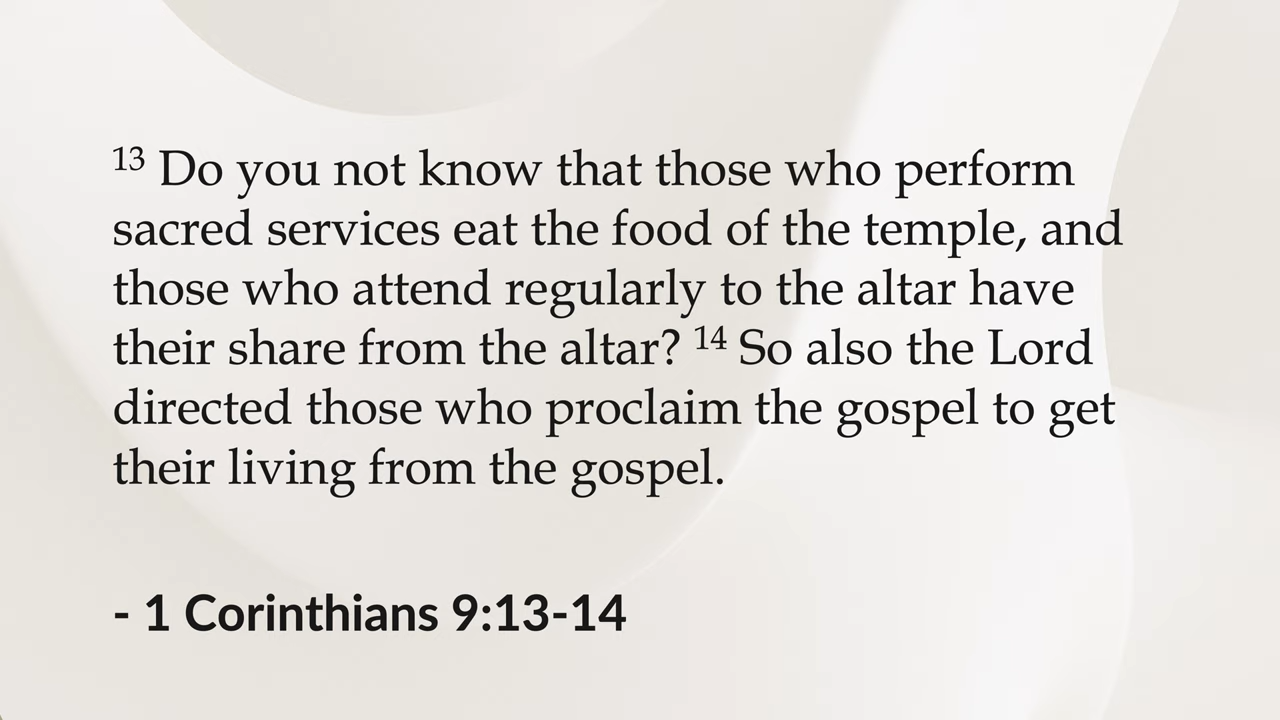 13 Do you not know that those who perform
sacred services eat the food of the temple, and
those who attend regularly to the altar have
their share from the altar? 14 So also the Lord
directed those who proclaim the gospel to get
their living from the gospel.
- 1 Corinthians 9:13-14